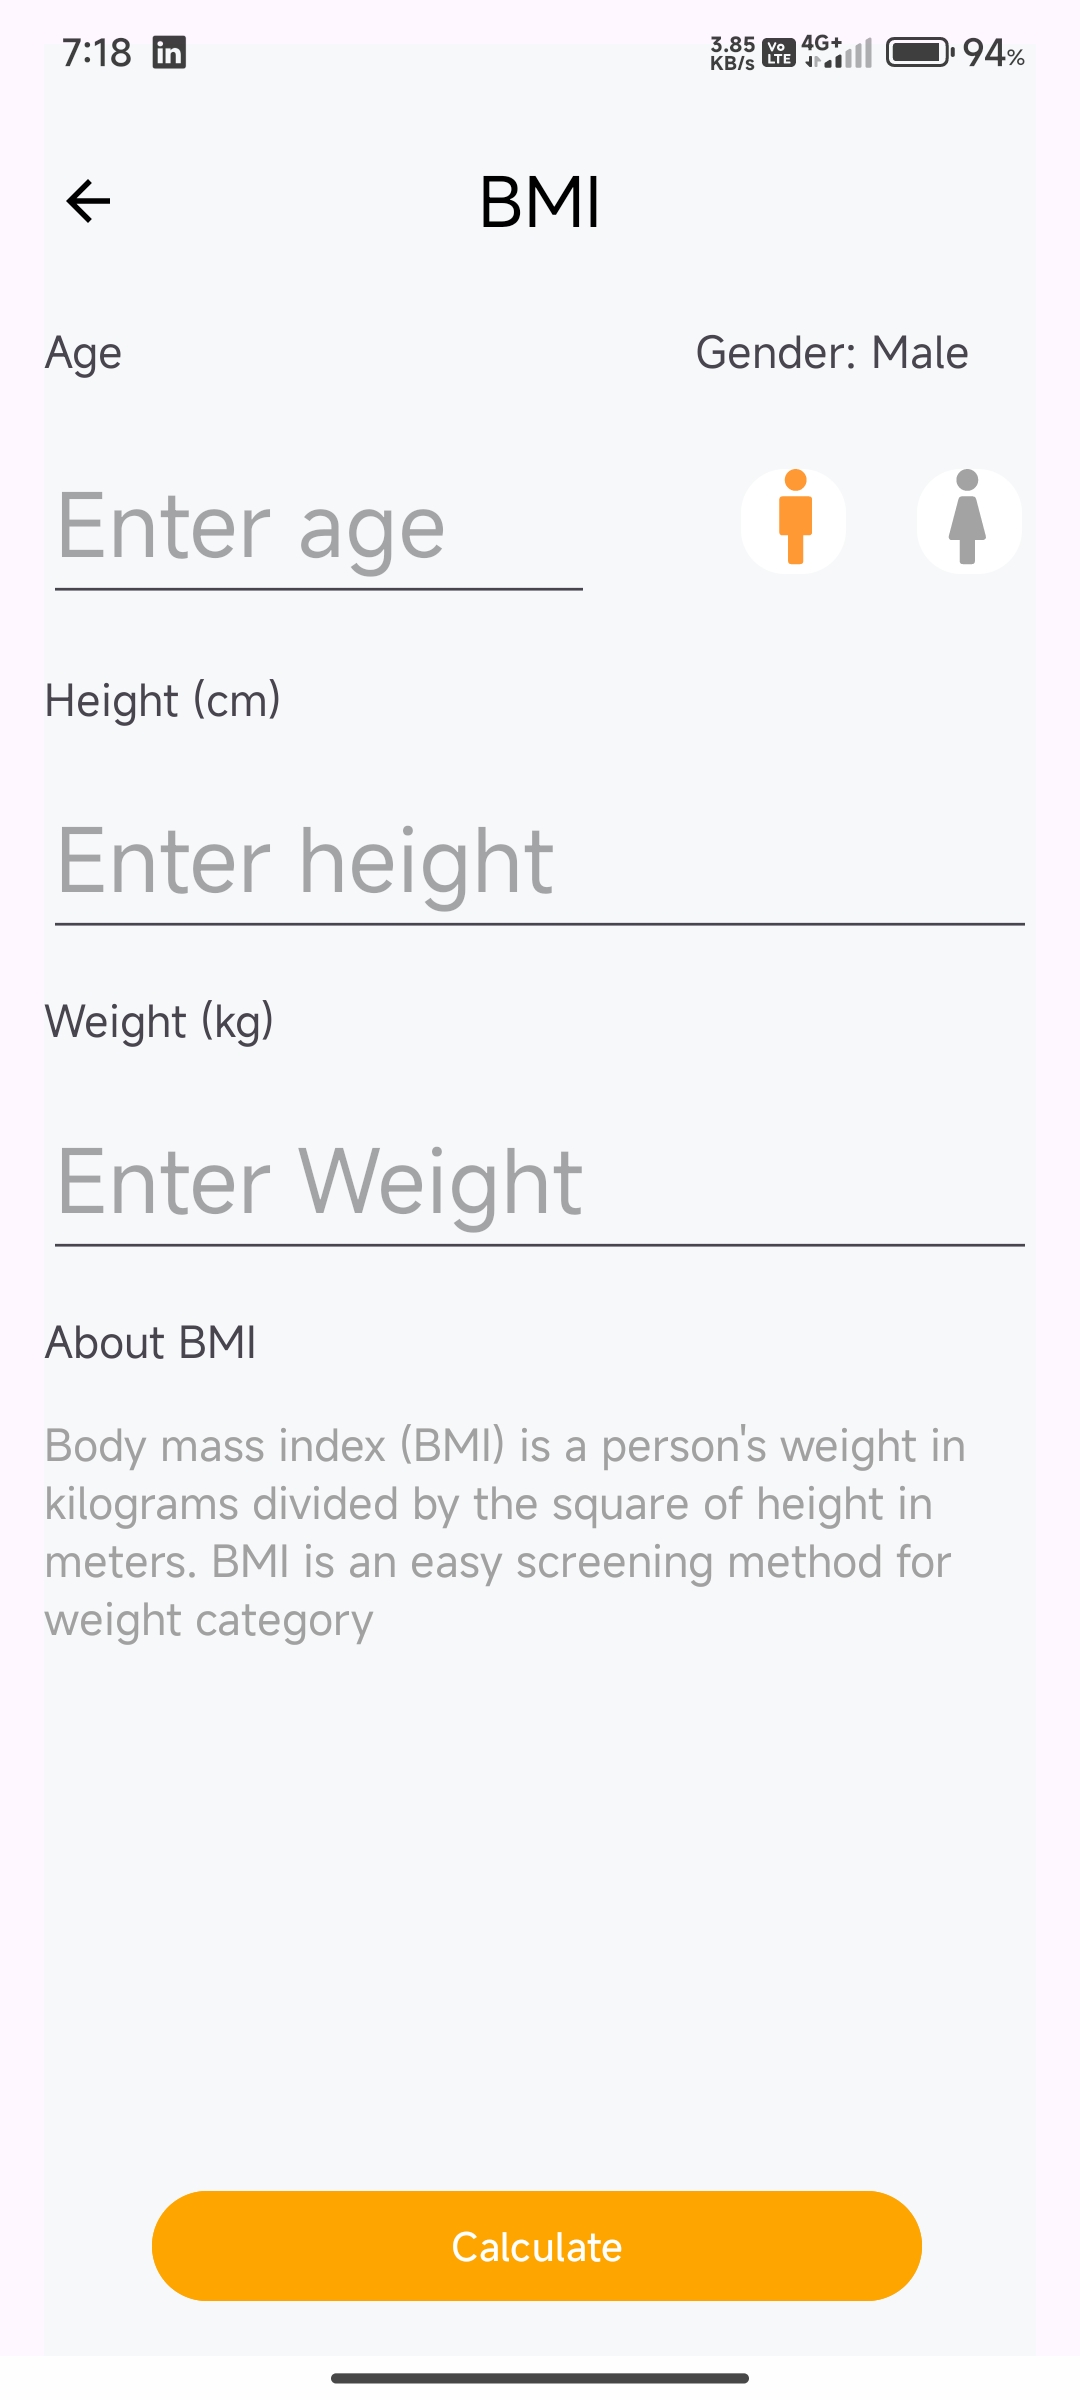 7:18 in 3.85 KB/s Vo LTE 4G+ 94%
BMI
Age Gender: Male
Enter age
Height (cm)
Enter height
Weight (kg)
Enter Weight
About BMI
Body mass index (BMI) is a person's weight in
kilograms divided by the square of height in
meters. BMI is an easy screening method for
weight category
Calculate